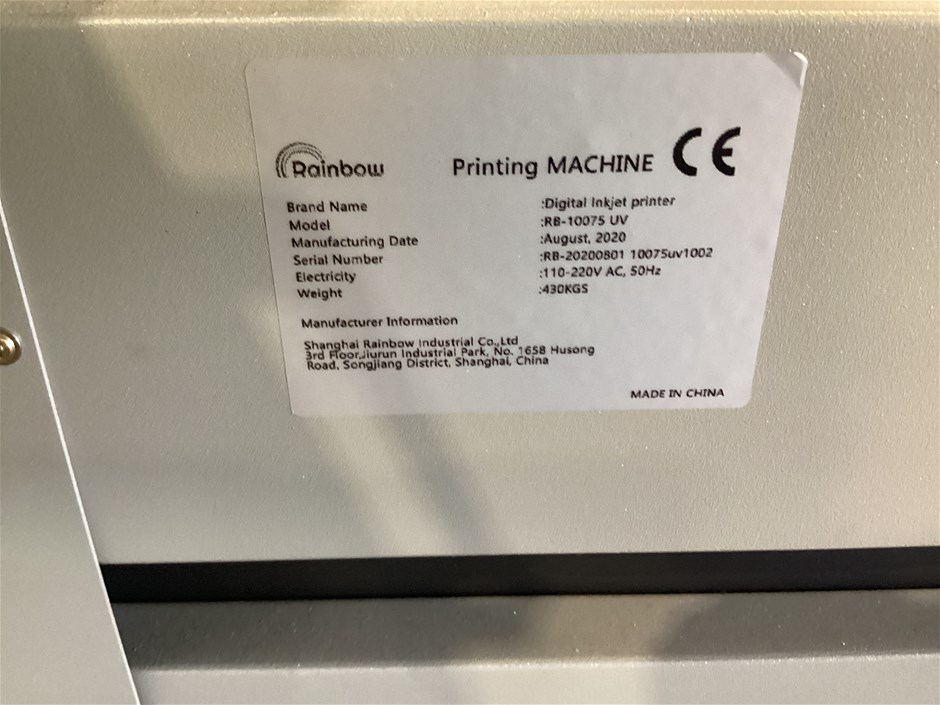 Rainbow
Printing MACHINE CE
Brand Name :Digital Inkjet printer
Model :RB-10075 UV
Manufacturing Date :August, 2020
Serial Number :RB-20200801 10075uv1002
Electricity :110-220V AC, 50Hz
Weight :430KGS
Manufacturer Information
Shanghai Rainbow Industrial Co.,Ltd
3rd Floor,Jiurun Industrial Park, No. 1658 Husong
Road, Songjiang District, Shanghai, China
MADE IN CHINA